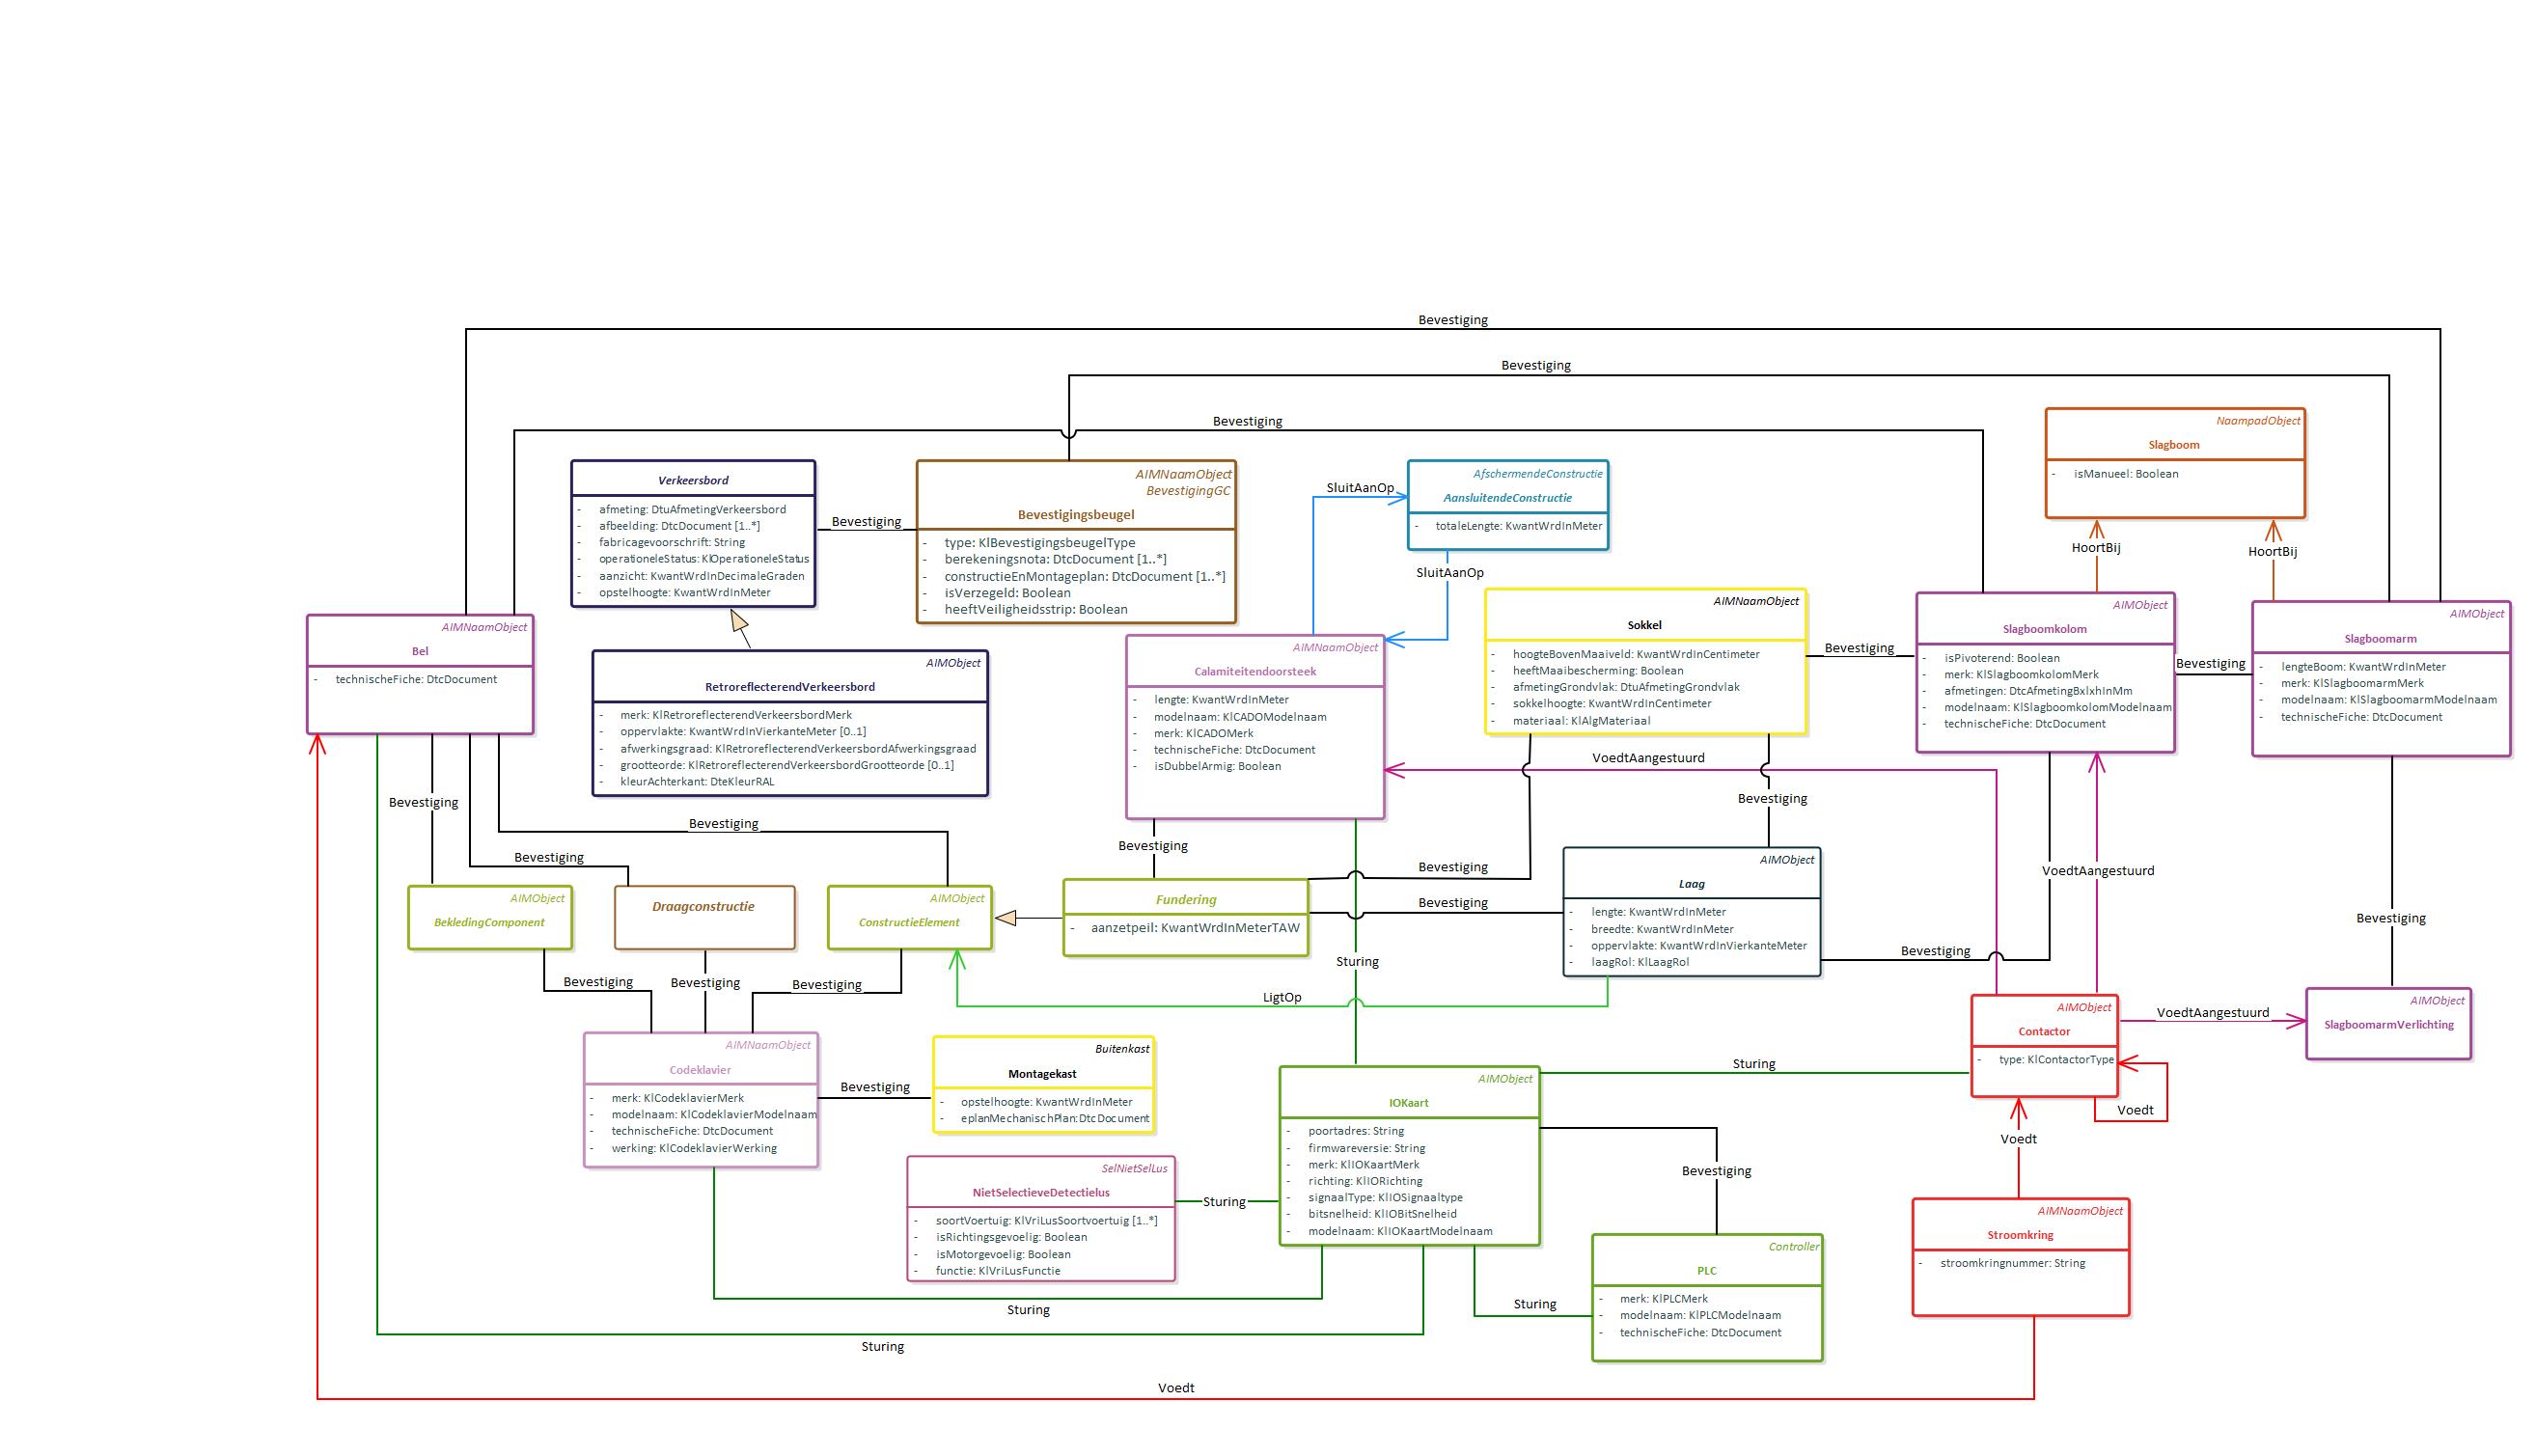 Bevestiging
Bevestiging
Bevestiging
NaampadObject
Slagboom
- isManueel: Boolean
Verkeersbord
- afmeting: DtuAfmetingVerkeersbord
- afbeelding: DtcDocument [1..*]
- fabricagevoorschrift: String
- operationeleStatus: KlOperationeleStatus
- aanzicht: KwantWrdInDecimaleGraden
- opstelhoogte: KwantWrdInMeter
Bevestiging
AIMNaamObject
BevestigingGC
Bevestigingsbeugel
- type: KlBevestigingsbeugelType
- berekeningsnota: DtcDocument [1..*]
- constructieEnMontageplan: DtcDocument [1..*]
- isVerzegeld: Boolean
- heeftVeiligheidsstrip: Boolean
SluitAanOp
AfschermendeConstructie
AansluitendeConstructie
- totaleLengte: KwantWrdInMeter
SluitAanOp
HoortBij
HoortBij
AIMNaamObject
Bel
- technischeFiche: DtcDocument
AIMObject
RetroreflecterendVerkeersbord
- merk: KlRetroreflecterendVerkeersbordMerk
- oppervlakte: KwantWrdInVierkanteMeter [0..1]
- afwerkingsgraad: KlRetroreflecterendVerkeersbordAfwerkingsgraad
- grootteorde: KlRetroreflecterendVerkeersbordGrootteorde [0..1]
- kleurAchterkant: DteKleurRAL
AIMNaamObject
Calamiteitendoorsteek
- lengte: KwantWrdInMeter
- modelnaam: KlCADOModelnaam
- merk: KlCADOMerk
- technischeFiche: DtcDocument
- isDubbelArmig: Boolean
AIMNaamObject
Sokkel
- hoogteBovenMaaiveld: KwantWrdInCentimeter
- heeftMaaibescherming: Boolean
- afmetingGrondvlak: DtuAfmetingGrondvlak
- sokkelhoogte: KwantWrdInCentimeter
- materiaal: KlAlgMateriaal
Bevestiging
AIMObject
Slagboomkolom
- isPivoterend: Boolean
- merk: KlSlagboomkolomMerk
- afmetingen: DtcAfmetingBxlxhInMm
- modelnaam: KlSlagboomkolomModelnaam
- technischeFiche: DtcDocument
Bevestiging
AIMObject
Slagboomarm
- lengteBoom: KwantWrdInMeter
- merk: KlSlagboomarmMerk
- modelnaam: KlSlagboomarmModelnaam
- technischeFiche: DtcDocument
VoedtAangestuurd
Bevestiging
Bevestiging
Bevestiging
Bevestiging
Bevestiging
Bevestiging
Bevestiging
VoedtAangestuurd
Bevestiging
AIMObject
BekledingComponent
Draagconstructie
AIMObject
ConstructieElement
Fundering
- aanzetpeil: KwantWrdInMeterTAW
AIMObject
Laag
- lengte: KwantWrdInMeter
- breedte: KwantWrdInMeter
- oppervlakte: KwantWrdInVierkanteMeter
- laagRol: KlLaagRol
Bevestiging
Bevestiging
Sturing
Bevestiging
Bevestiging
Bevestiging
LigtOp
AIMNaamObject
Codeklavier
- merk: KlCodeklavierMerk
- modelnaam: KlCodeklavierModelnaam
- technischeFiche: DtcDocument
- werking: KlCodeklavierWerking
Bevestiging
Buitenkast
Montagekast
- opstelhoogte: KwantWrdInMeter
- eplanMechanischPlan:DtcDocument
AIMObject
IOKaart
- poortadres: String
- firmwareversie: String
- merk: KlIOKaartMerk
- richting: KlIORichting
- signaalType: KlIOSignaaltype
- bitsnelheid: KlIOBitSnelheid
- modelnaam: KlIOKaartModelnaam
Sturing
AIMObject
Contactor
- type: KlContactorType
VoedtAangestuurd
AIMObject
SlagboomarmVerlichting
Voedt
Voedt
Bevestiging
SelNietSelLus
NietSelectieveDetectielus
- soortVoertuig: KlVriLusSoortvoertuig [1..*]
- isRichtingsgevoelig: Boolean
- isMotorgevoelig: Boolean
- functie: KlVriLusFunctie
Sturing
AIMNaamObject
Stroomkring
- stroomkringnummer: String
Controller
PLC
- merk: KlPLCMerk
- modelnaam: KlPLCModelnaam
- technischeFiche: DtcDocument
Sturing
Sturing
Sturing
Voedt